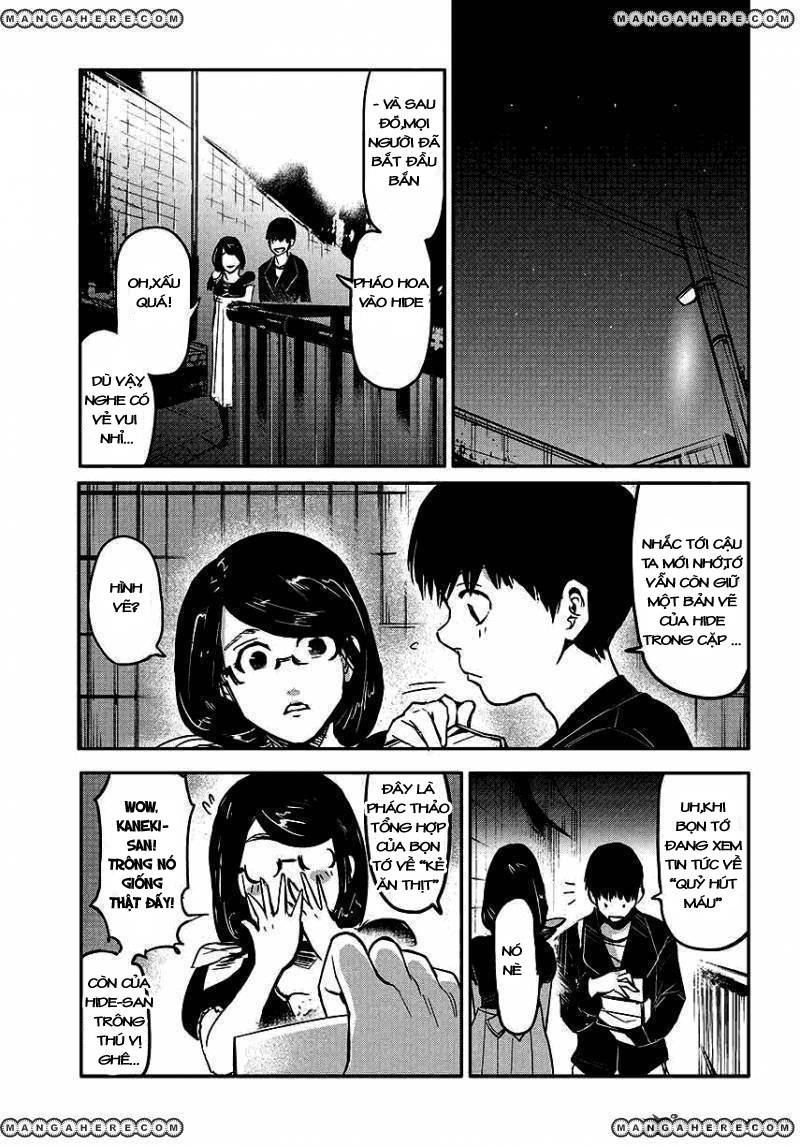 MANGAHERE.COM
MANGAHERE.COM
- VÀ SAU
ĐÓ,MỌI
NGƯỜI ĐÃ
BẮT ĐẦU
BẮN
PHÁO HOA
VÀO HIDE
OH,XẤU
QUÁ!
DÙ VẬY,
NGHE CÓ
VẺ VUI
NHỈ...
NHẮC TỚI CẬU
TA MỚI NHỚ,TỚ
VẪN CÒN GIỮ
MỘT BẢN VẼ
CỦA HIDE
TRONG CẶP ...
HÌNH
VẼ?
UH,KHI
BỌN TỚ
ĐANG XEM
TIN TỨC VỀ
“QUỶ HÚT
MÁU”
NÓ
NÈ
ĐÂY LÀ
PHÁC THẢO
TỔNG HỢP
CỦA BỌN
TỚ VỀ “KẺ
ĂN THỊT”
WOW,
KANEKI-
SAN!
TRÔNG NÓ
GIỐNG
THẬT ĐẤY!
CÒN CỦA
HIDE-SAN
TRÔNG
THÚ VỊ
GHÊ...
MANGAHERE.COM
MANGAHERE.COM